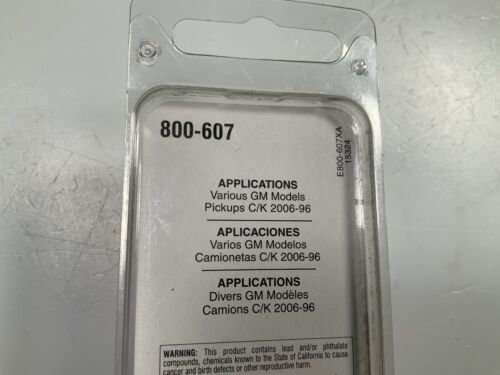 800-607
E800-607XA
15324
APPLICATIONS
Various GM Models
Pickups C/K 2006-96
APLICACIONES
Varios GM Modelos
Camionetas C/K 2006-96
APPLICATIONS
Divers GM Modèles
Camions C/K 2006-96
WARNING: This product contains lead and/or phthalate
compounds, chemicals known to the State of California to cause
cancer and birth defects or other reproductive harm.